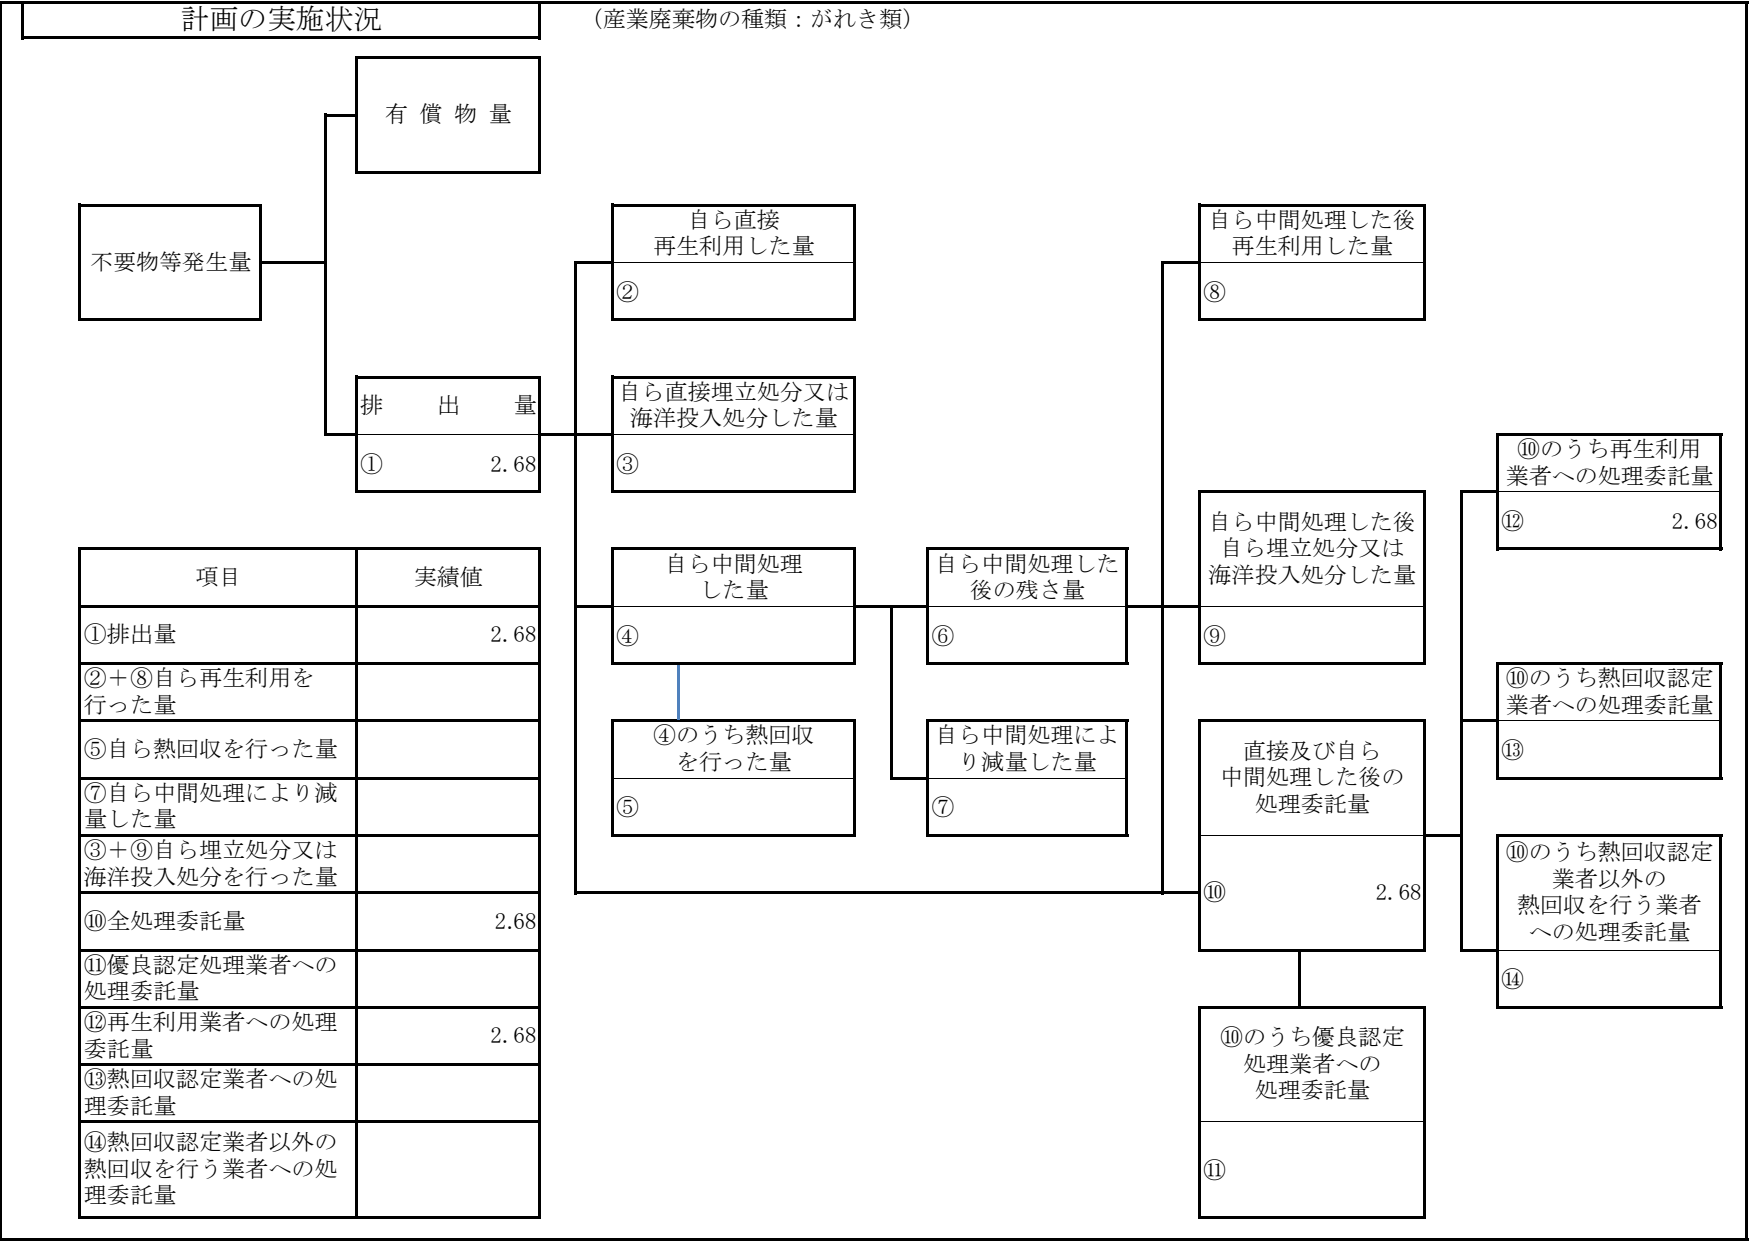 計画の実施状況
（産業廃棄物の種類：がれき類）
有償物量
不要物等発生量
自ら直接
再生利用した量
②
自ら中間処理した後
再生利用した量
⑧
排出量
① 2.68
自ら直接埋立処分又は
海洋投入処分した量
③
⑩のうち再生利用
業者への処理委託量
⑫ 2.68
自ら中間処理した後
自ら埋立処分又は
海洋投入処分した量
⑨
自ら中間処理
した量
④
自ら中間処理した
後の残さ量
⑥
④のうち熱回収
を行った量
⑤
自ら中間処理によ
り減量した量
⑦
⑩のうち熱回収認定
業者への処理委託量
⑬
直接及び自ら
中間処理した後の
処理委託量
⑩ 2.68
⑩のうち熱回収認定
業者以外の
熱回収を行う業者
への処理委託量
⑭
⑩のうち優良認定
処理業者への
処理委託量
⑪
項目 実績値
①排出量 2.68
②＋⑧自ら再生利用を
行った量
⑤自ら熱回収を行った量
⑦自ら中間処理により減
量した量
③＋⑨自ら埋立処分又は
海洋投入処分を行った量
⑩全処理委託量 2.68
⑪優良認定処理業者への
処理委託量
⑫再生利用業者への処理
委託量 2.68
⑬熱回収認定業者への処
理委託量
⑭熱回収認定業者以外の
熱回収を行う業者への処
理委託量